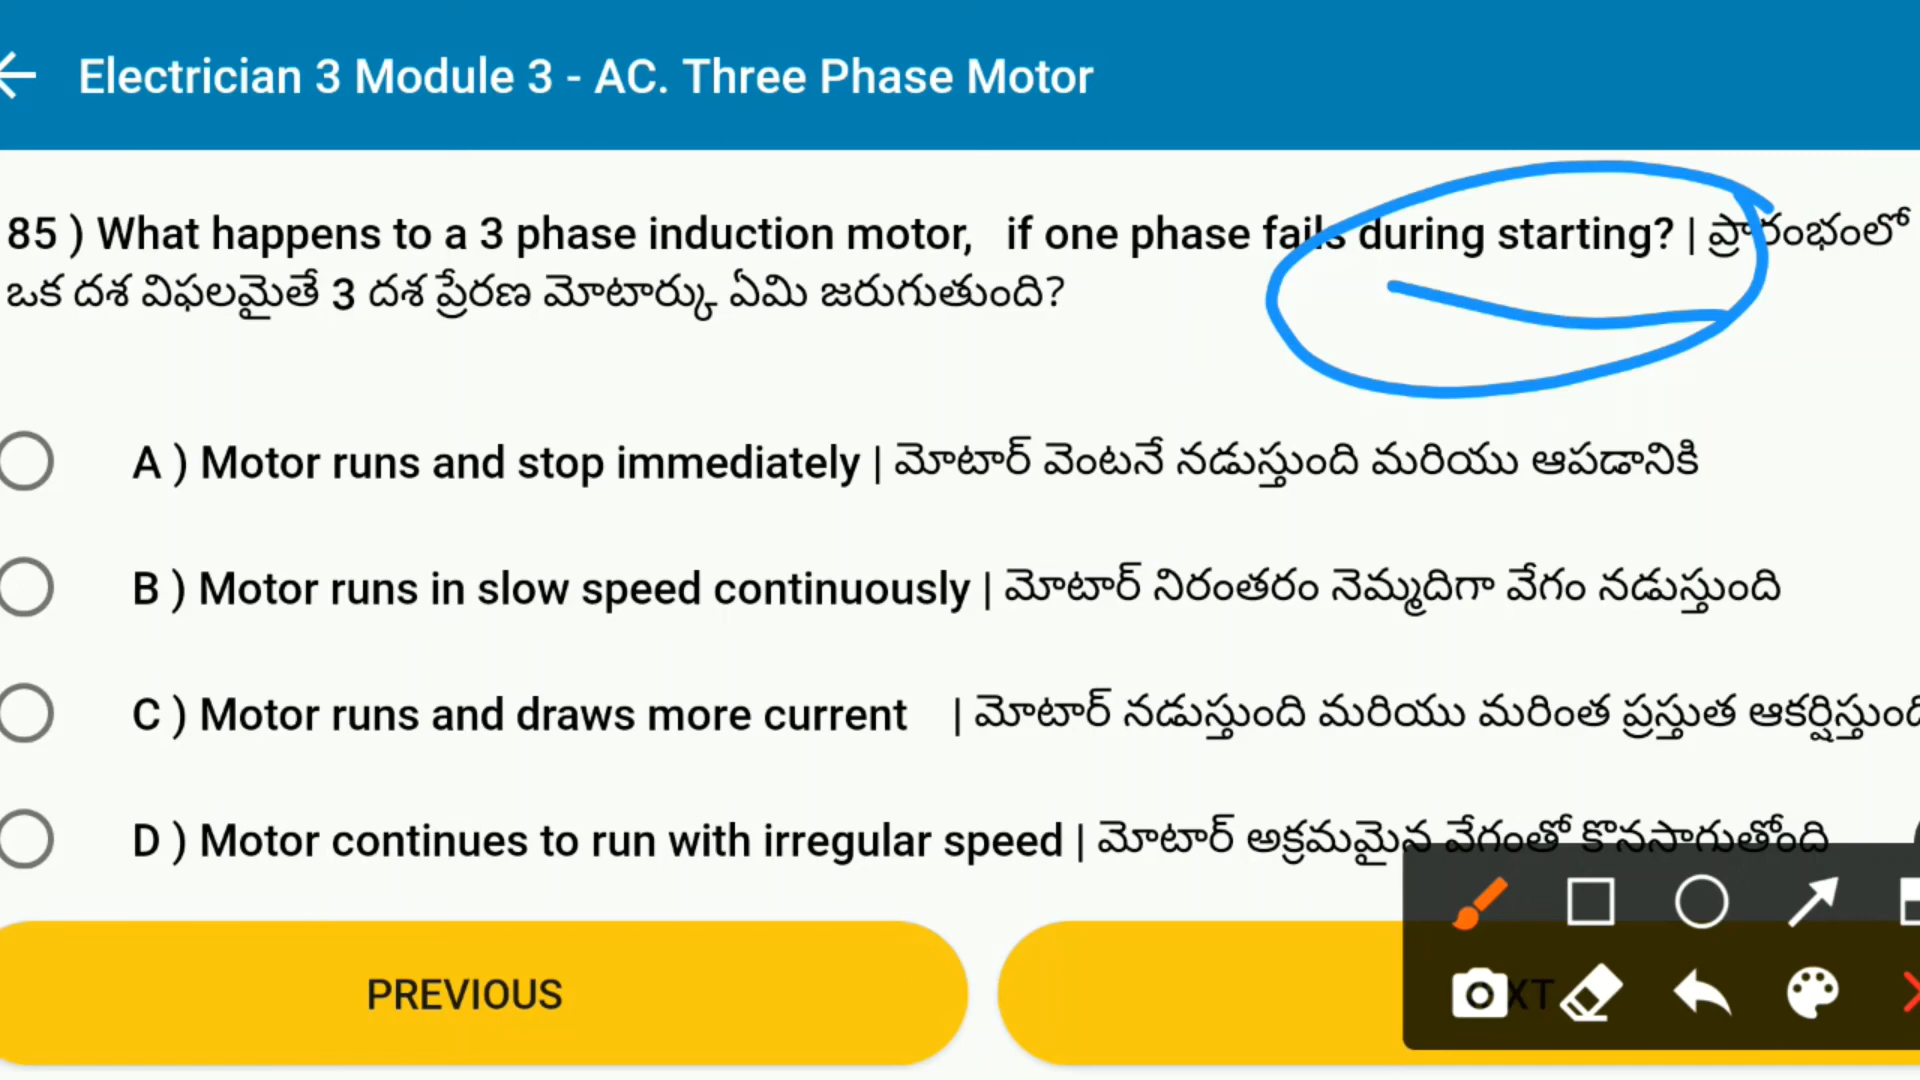 Electrician 3 Module 3 - AC. Three Phase Motor
85 ) What happens to a 3 phase induction motor, if one phase fails during starting? | ప్రారంభంలో
ఒక దశ విఫలమైతే 3 దశ ప్రేరణ మోటార్కు ఏమి జరుగుతుంది?
A ) Motor runs and stop immediately | మోటార్ వెంటనే నడుస్తుంది మరియు ఆపడానికి
B ) Motor runs in slow speed continuously | మోటార్ నిరంతరం నెమ్మదిగా వేగం నడుస్తుంది
C ) Motor runs and draws more current | మోటార్ నడుస్తుంది మరియు మరింత ప్రస్తుత ఆకర్షిస్తుంది
D ) Motor continues to run with irregular speed | మోటార్ అక్రమమైన వేగంతో కొనసాగుతోంది
PREVIOUS